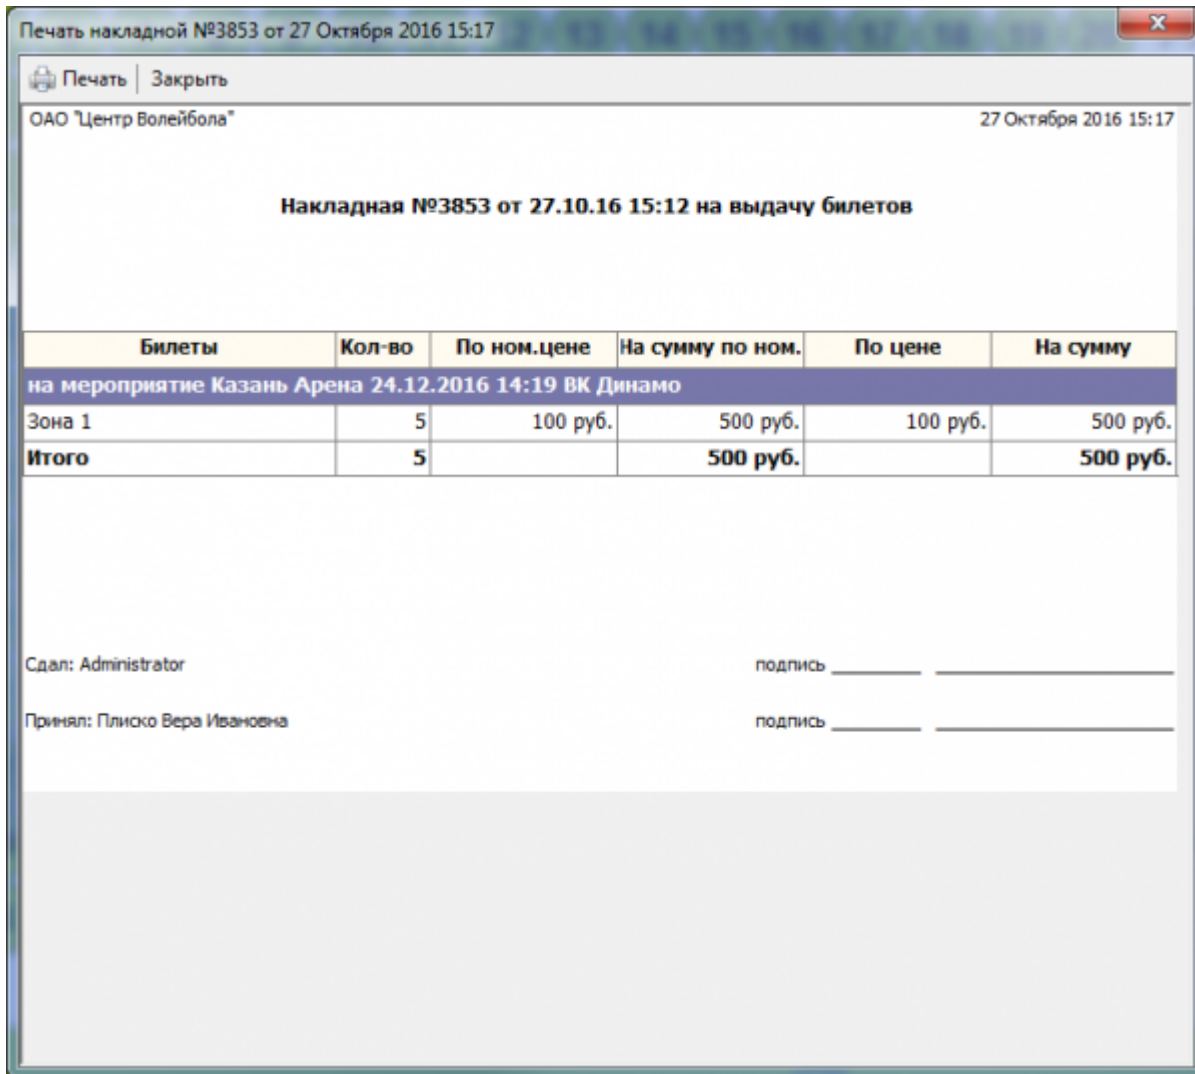 Печать накладной №3853 от 27 Октября 2016 15:17
Печать Закрыть
ОАО "Центр Волейбола" 27 Октября 2016 15:17
Накладная №3853 от 27.10.16 15:12 на выдачу билетов
Билеты Кол-во По ном.цене На сумму по ном. По цене На сумму
на мероприятие Казань Арена 24.12.2016 14:19 ВК Динамо
Зона 1 5 100 руб. 500 руб. 100 руб. 500 руб.
Итого 5 500 руб. 500 руб.
Сдал: Administrator подпись
Принял: Плиско Вера Ивановна подпись